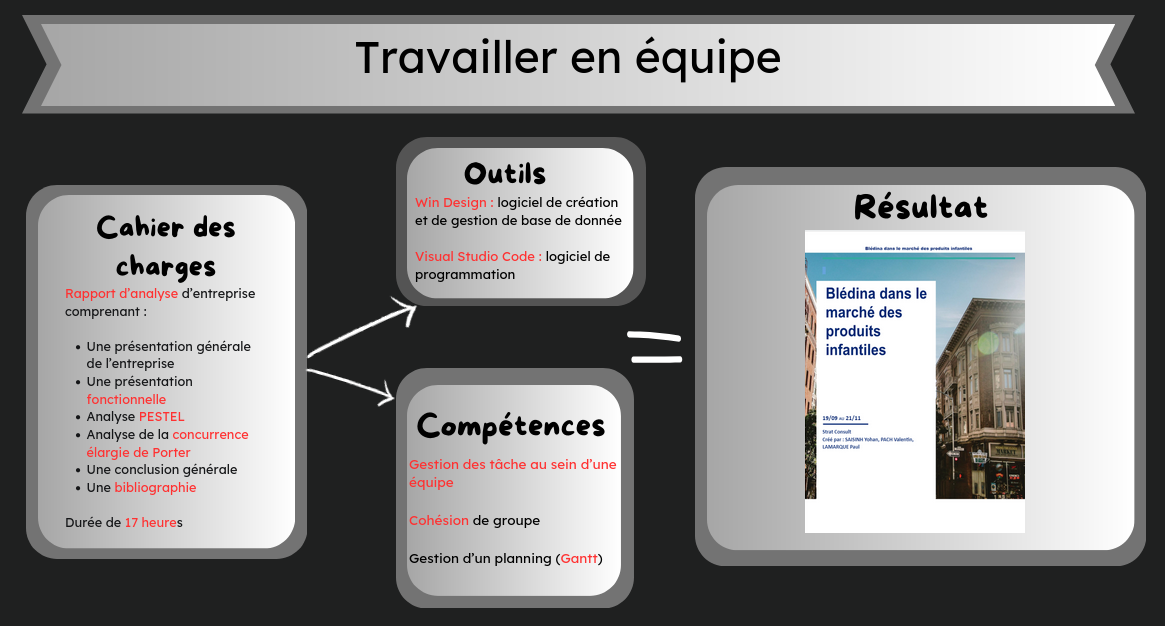 Travailler en équipe
Cahier des
charges
Rapport d'analyse d'entreprise
comprenant :
• Une présentation générale
de l'entreprise
• Une présentation
fonctionnelle
• Analyse PESTEL
• Analyse de la concurrence
élargie de Porter
• Une conclusion générale
• Une bibliographie
Durée de 17 heures
Outils
Win Design : logiciel de création
et de gestion de base de donnée
Visual Studio Code : logiciel de
programmation
Compétences
Gestion des tâche au sein d'une
équipe
Cohésion de groupe
Gestion d'un planning (Gantt)
Résultat
Blédina dans le marché des produits infantiles
Blédina dans le
marché des
produits
infantiles
19/09 au 21/11
Strat Consult
Créé par : SAISINH Yohan, PACH Valentin,
LAMARQUE Paul
MARKET